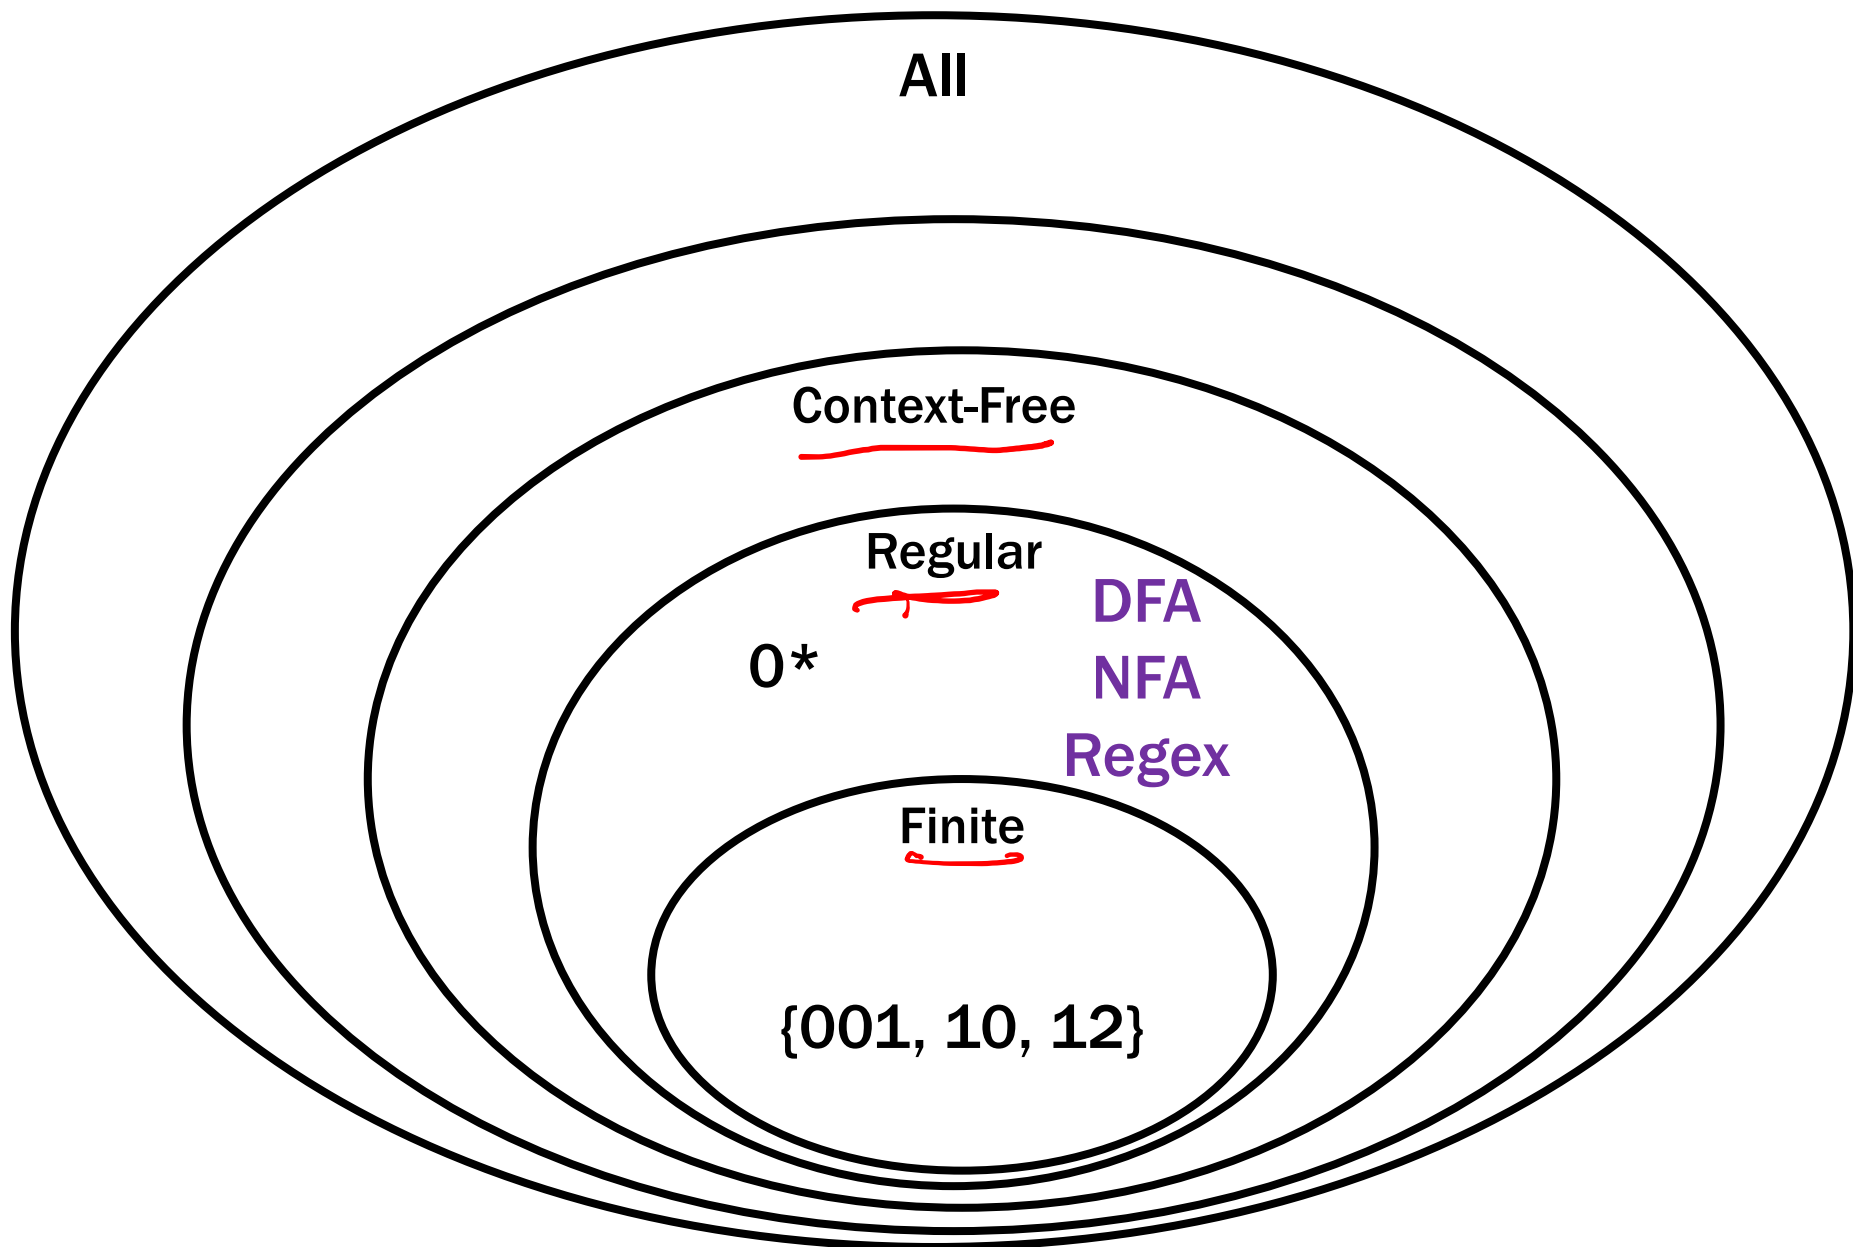 All
Context-Free
Regular
DFA
0*
NFA
Regex
Finite
{001, 10, 12}